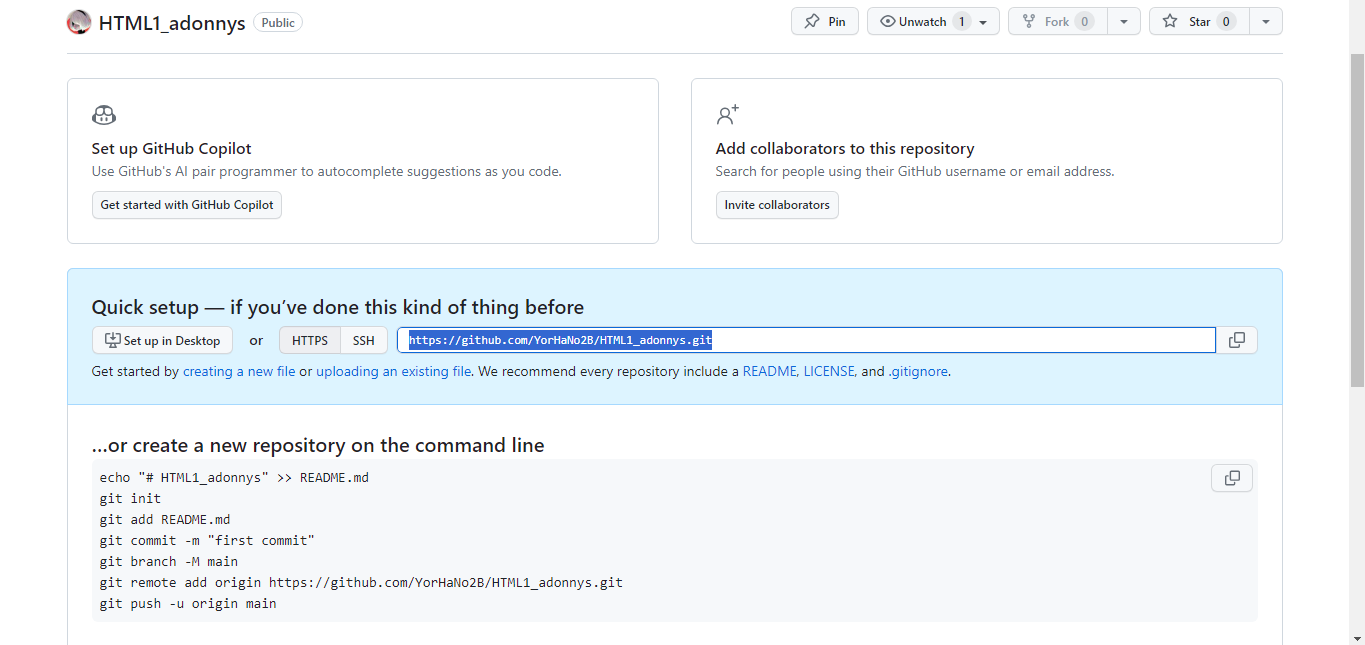 HTML1_adonnys Public Pin Unwatch 1 Fork 0 Star 0
Set up GitHub Copilot
Use GitHub's AI pair programmer to autocomplete suggestions as you code.
Get started with GitHub Copilot
Add collaborators to this repository
Search for people using their GitHub username or email address.
Invite collaborators
Quick setup — if you’ve done this kind of thing before
Set up in Desktop or HTTPS SSH https://github.com/YorHaNo2B/HTML1_adonnys.git
Get started by creating a new file or uploading an existing file. We recommend every repository include a README, LICENSE, and .gitignore.
…or create a new repository on the command line
echo "# HTML1_adonnys" >> README.md
git init
git add README.md
git commit -m "first commit"
git branch -M main
git remote add origin https://github.com/YorHaNo2B/HTML1_adonnys.git
git push -u origin main